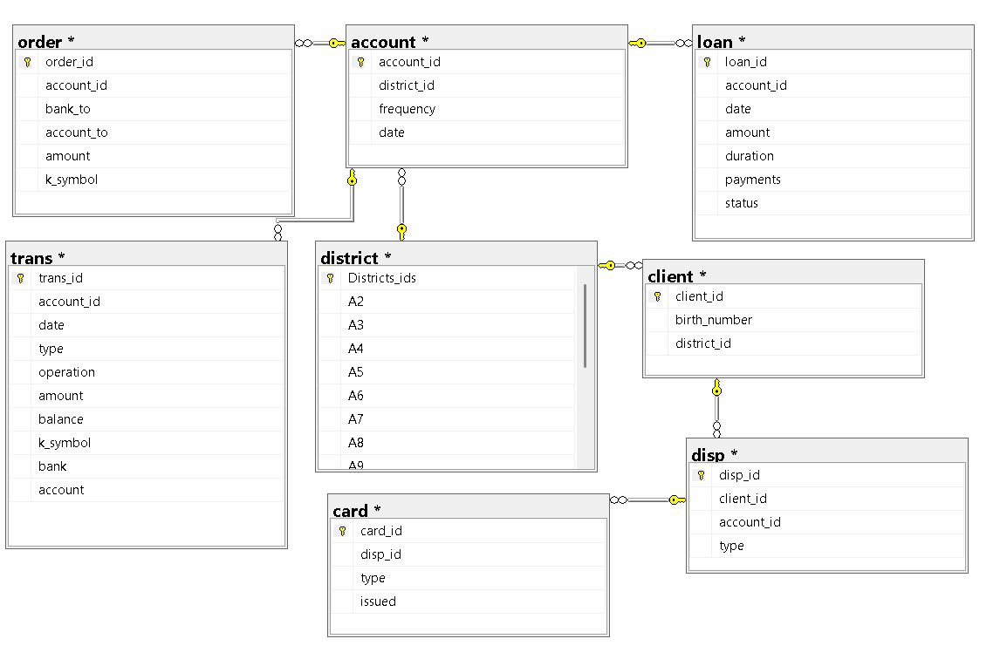 order *
order_id
account_id
bank_to
account_to
amount
k_symbol
account *
account_id
district_id
frequency
date
loan *
loan_id
account_id
date
amount
duration
payments
status
trans *
trans_id
account_id
date
type
operation
amount
balance
k_symbol
bank
account
district *
Districts_ids
A2
A3
A4
A5
A6
A7
A8
A9
client *
client_id
birth_number
district_id
disp *
disp_id
client_id
account_id
type
card *
card_id
disp_id
type
issued